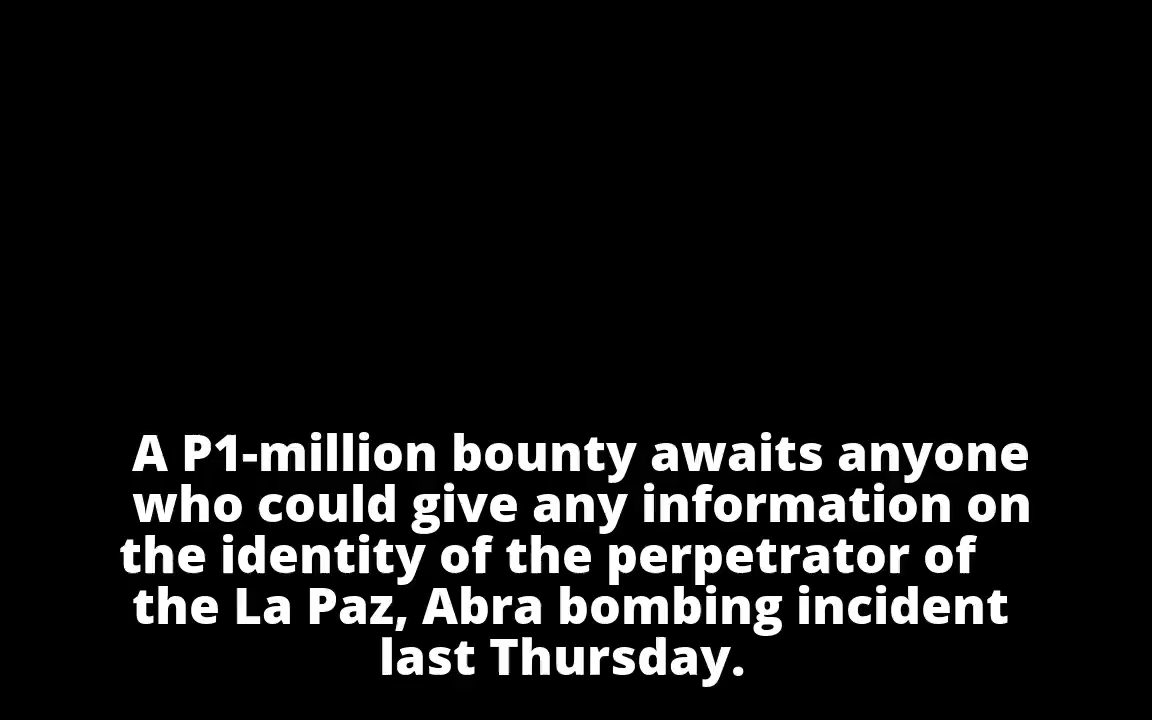 A P1-million bounty awaits anyone
who could give any information on
the identity of the perpetrator of
the La Paz, Abra bombing incident
last Thursday.